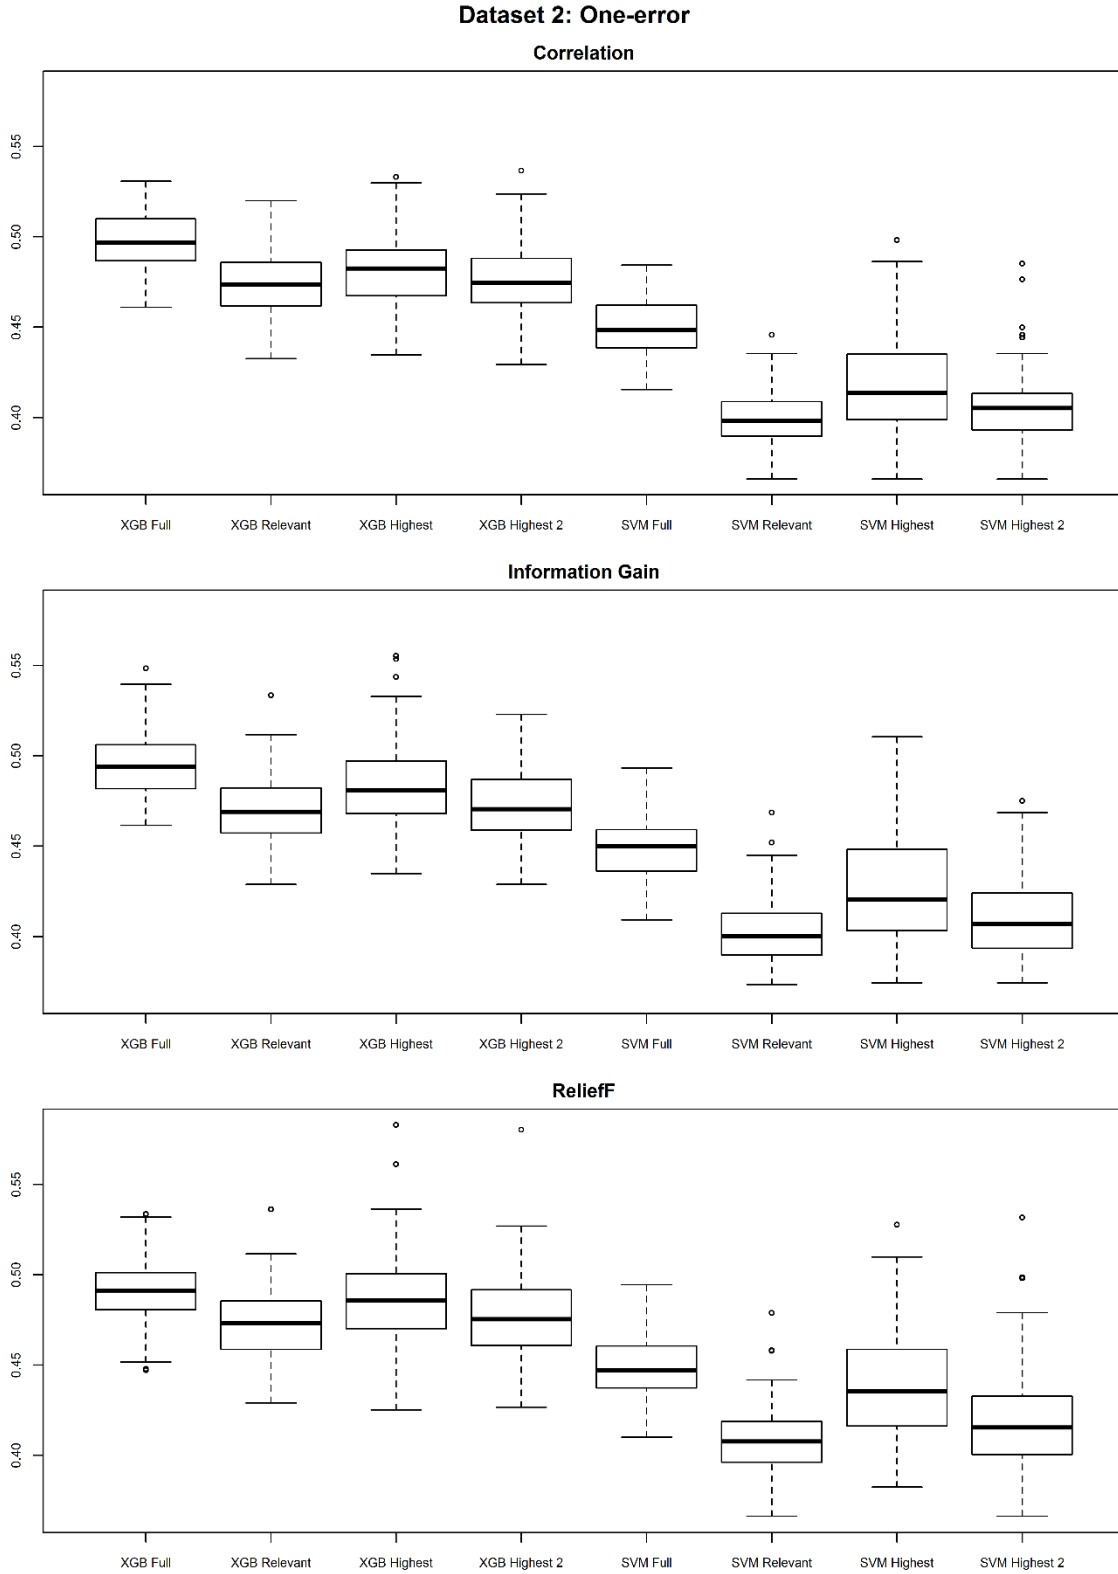 Dataset 2: One-error
Correlation
0.55
0.50
0.45
0.40
XGB Full XGB Relevant XGB Highest XGB Highest 2 SVM Full SVM Relevant SVM Highest SVM Highest 2
Information Gain
0.55
0.50
0.45
0.40
XGB Full XGB Relevant XGB Highest XGB Highest 2 SVM Full SVM Relevant SVM Highest SVM Highest 2
ReliefF
0.55
0.50
0.45
0.40
XGB Full XGB Relevant XGB Highest XGB Highest 2 SVM Full SVM Relevant SVM Highest SVM Highest 2